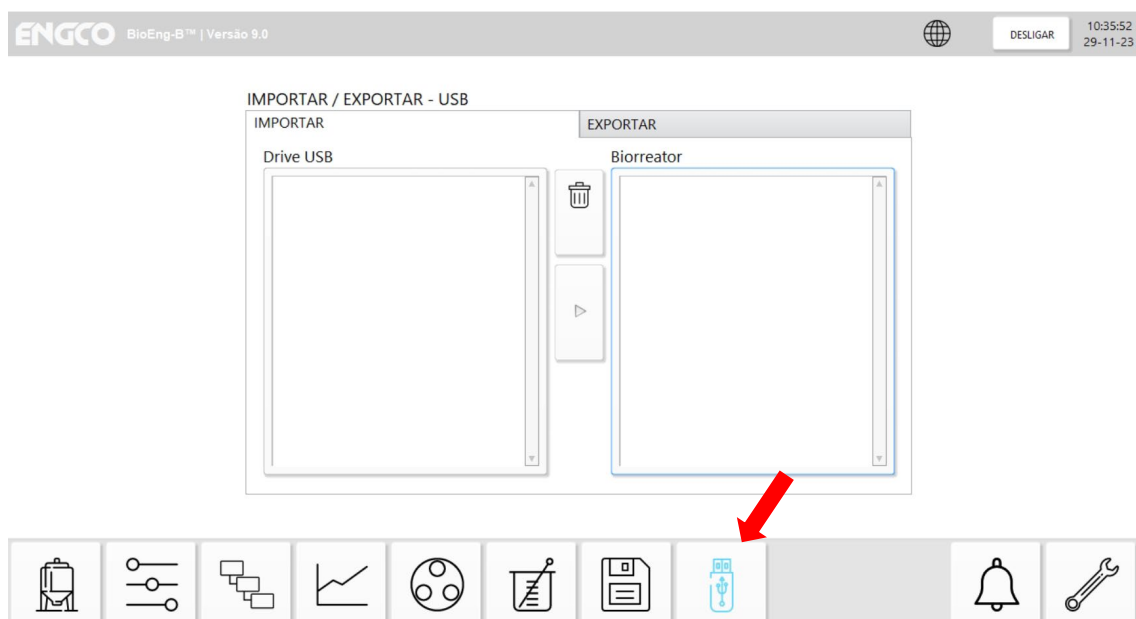 ENGCO BioEng-B™ | Versão 9.0
DESLIGAR
10:35:52
29-11-23
IMPORTAR / EXPORTAR - USB
IMPORTAR
EXPORTAR
Drive USB
Biorreator